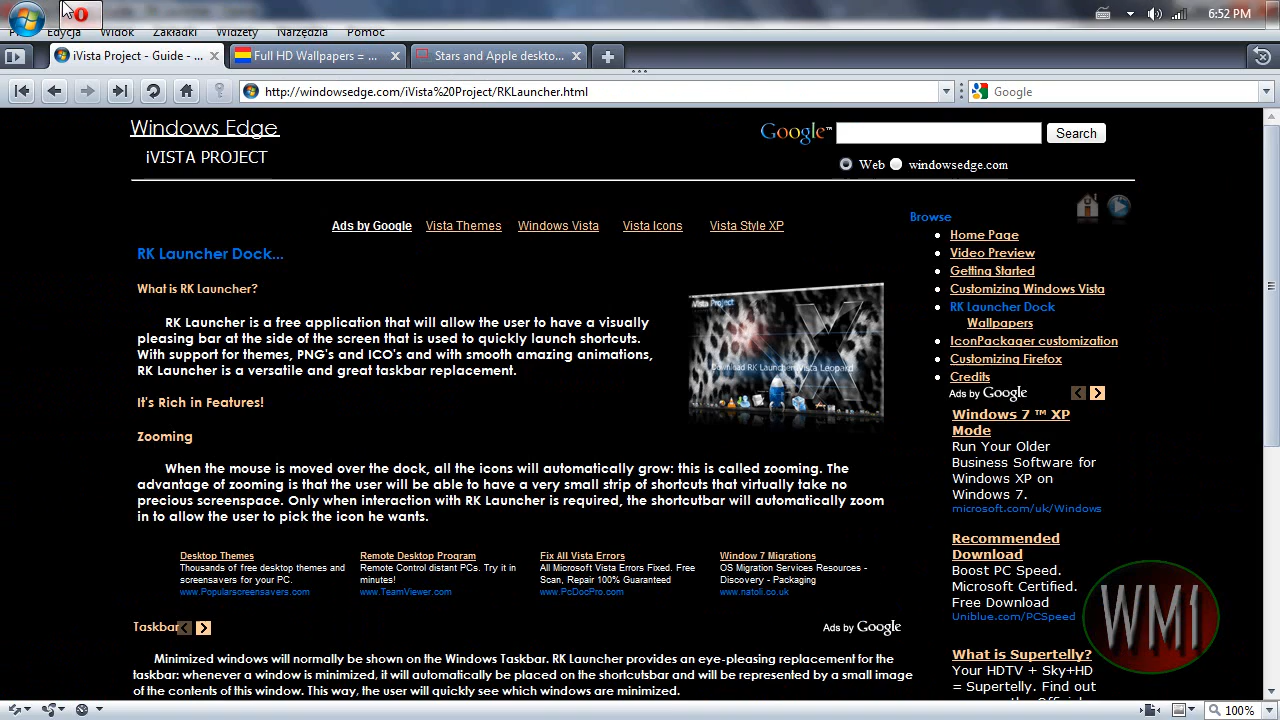 6:52 PM
Edycja Widok Zakładki Widżety Narzędzia Pomoc
iVista Project - Guide - ...
Full HD Wallpapers = ...
Stars and Apple deskto...
http://windowsedge.com/iVista%20Project/RKLauncher.html
Google
Windows Edge
iVISTA PROJECT
Google™
Search
Web windowsedge.com
Ads by Google Vista Themes Windows Vista Vista Icons Vista Style XP
RK Launcher Dock...
What is RK Launcher?
RK Launcher is a free application that will allow the user to have a visually
pleasing bar at the side of the screen that is used to quickly launch shortcuts.
With support for themes, PNG's and ICO's and with smooth amazing animations,
RK Launcher is a versatile and great taskbar replacement.
iVista Project
X
Download RK Launcher Vista Leopard
It's Rich in Features!
Zooming
When the mouse is moved over the dock, all the icons will automatically grow: this is called zooming. The
advantage of zooming is that the user will be able to have a very small strip of shortcuts that virtually take no
precious screenspace. Only when interaction with RK Launcher is required, the shortcutbar will automatically zoom
in to allow the user to pick the icon he wants.
Desktop Themes
Thousands of free desktop themes and
screensavers for your PC.
www.Popularscreensavers.com
Remote Desktop Program
Remote Control distant PCs. Try it in
minutes!
www.TeamViewer.com
Fix All Vista Errors
All Microsoft Vista Errors Fixed. Free
Scan, Repair 100% Guaranteed
www.PcDocPro.com
Window 7 Migrations
OS Migration Services Resources -
Discovery - Packaging
www.natoli.co.uk
Taskbar
Ads by Google
Minimized windows will normally be shown on the Windows Taskbar. RK Launcher provides an eye-pleasing replacement for the
taskbar: whenever a window is minimized, it will automatically be placed on the shortcutsbar and will be represented by a small image
of the contents of this window. This way, the user will quickly see which windows are minimized.
Browse
Home Page
Video Preview
Getting Started
Customizing Windows Vista
RK Launcher Dock
Wallpapers
IconPackager customization
Customizing Firefox
Credits
Ads by Google
Windows 7 ™ XP
Mode
Run Your Older
Business Software for
Windows XP on
Windows 7.
microsoft.com/uk/Windows
Recommended
Download
Boost PC Speed.
Microsoft Certified.
Free Download
Uniblue.com/PCSpeed
What is Supertelly?
Your HDTV + Sky+HD
= Supertelly. Find out
WM1
100%